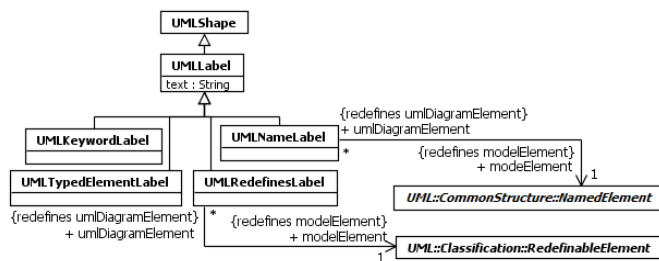 UMLShape
UMLLabel
text : String
UMLKeywordLabel
UMLNameLabel
{redefines umlDiagramElement}
+ umlDiagramElement
*
{redefines modelElement}
+ modeElement
1
UMLTypedElementLabel
UMLRedefinesLabel
UML::CommonStructure::NamedElement
{redefines umlDiagramElement}
+ umlDiagramElement
*
{redefines modelElement}
+ modelElement
1
UML::Classification::RedefinableElement